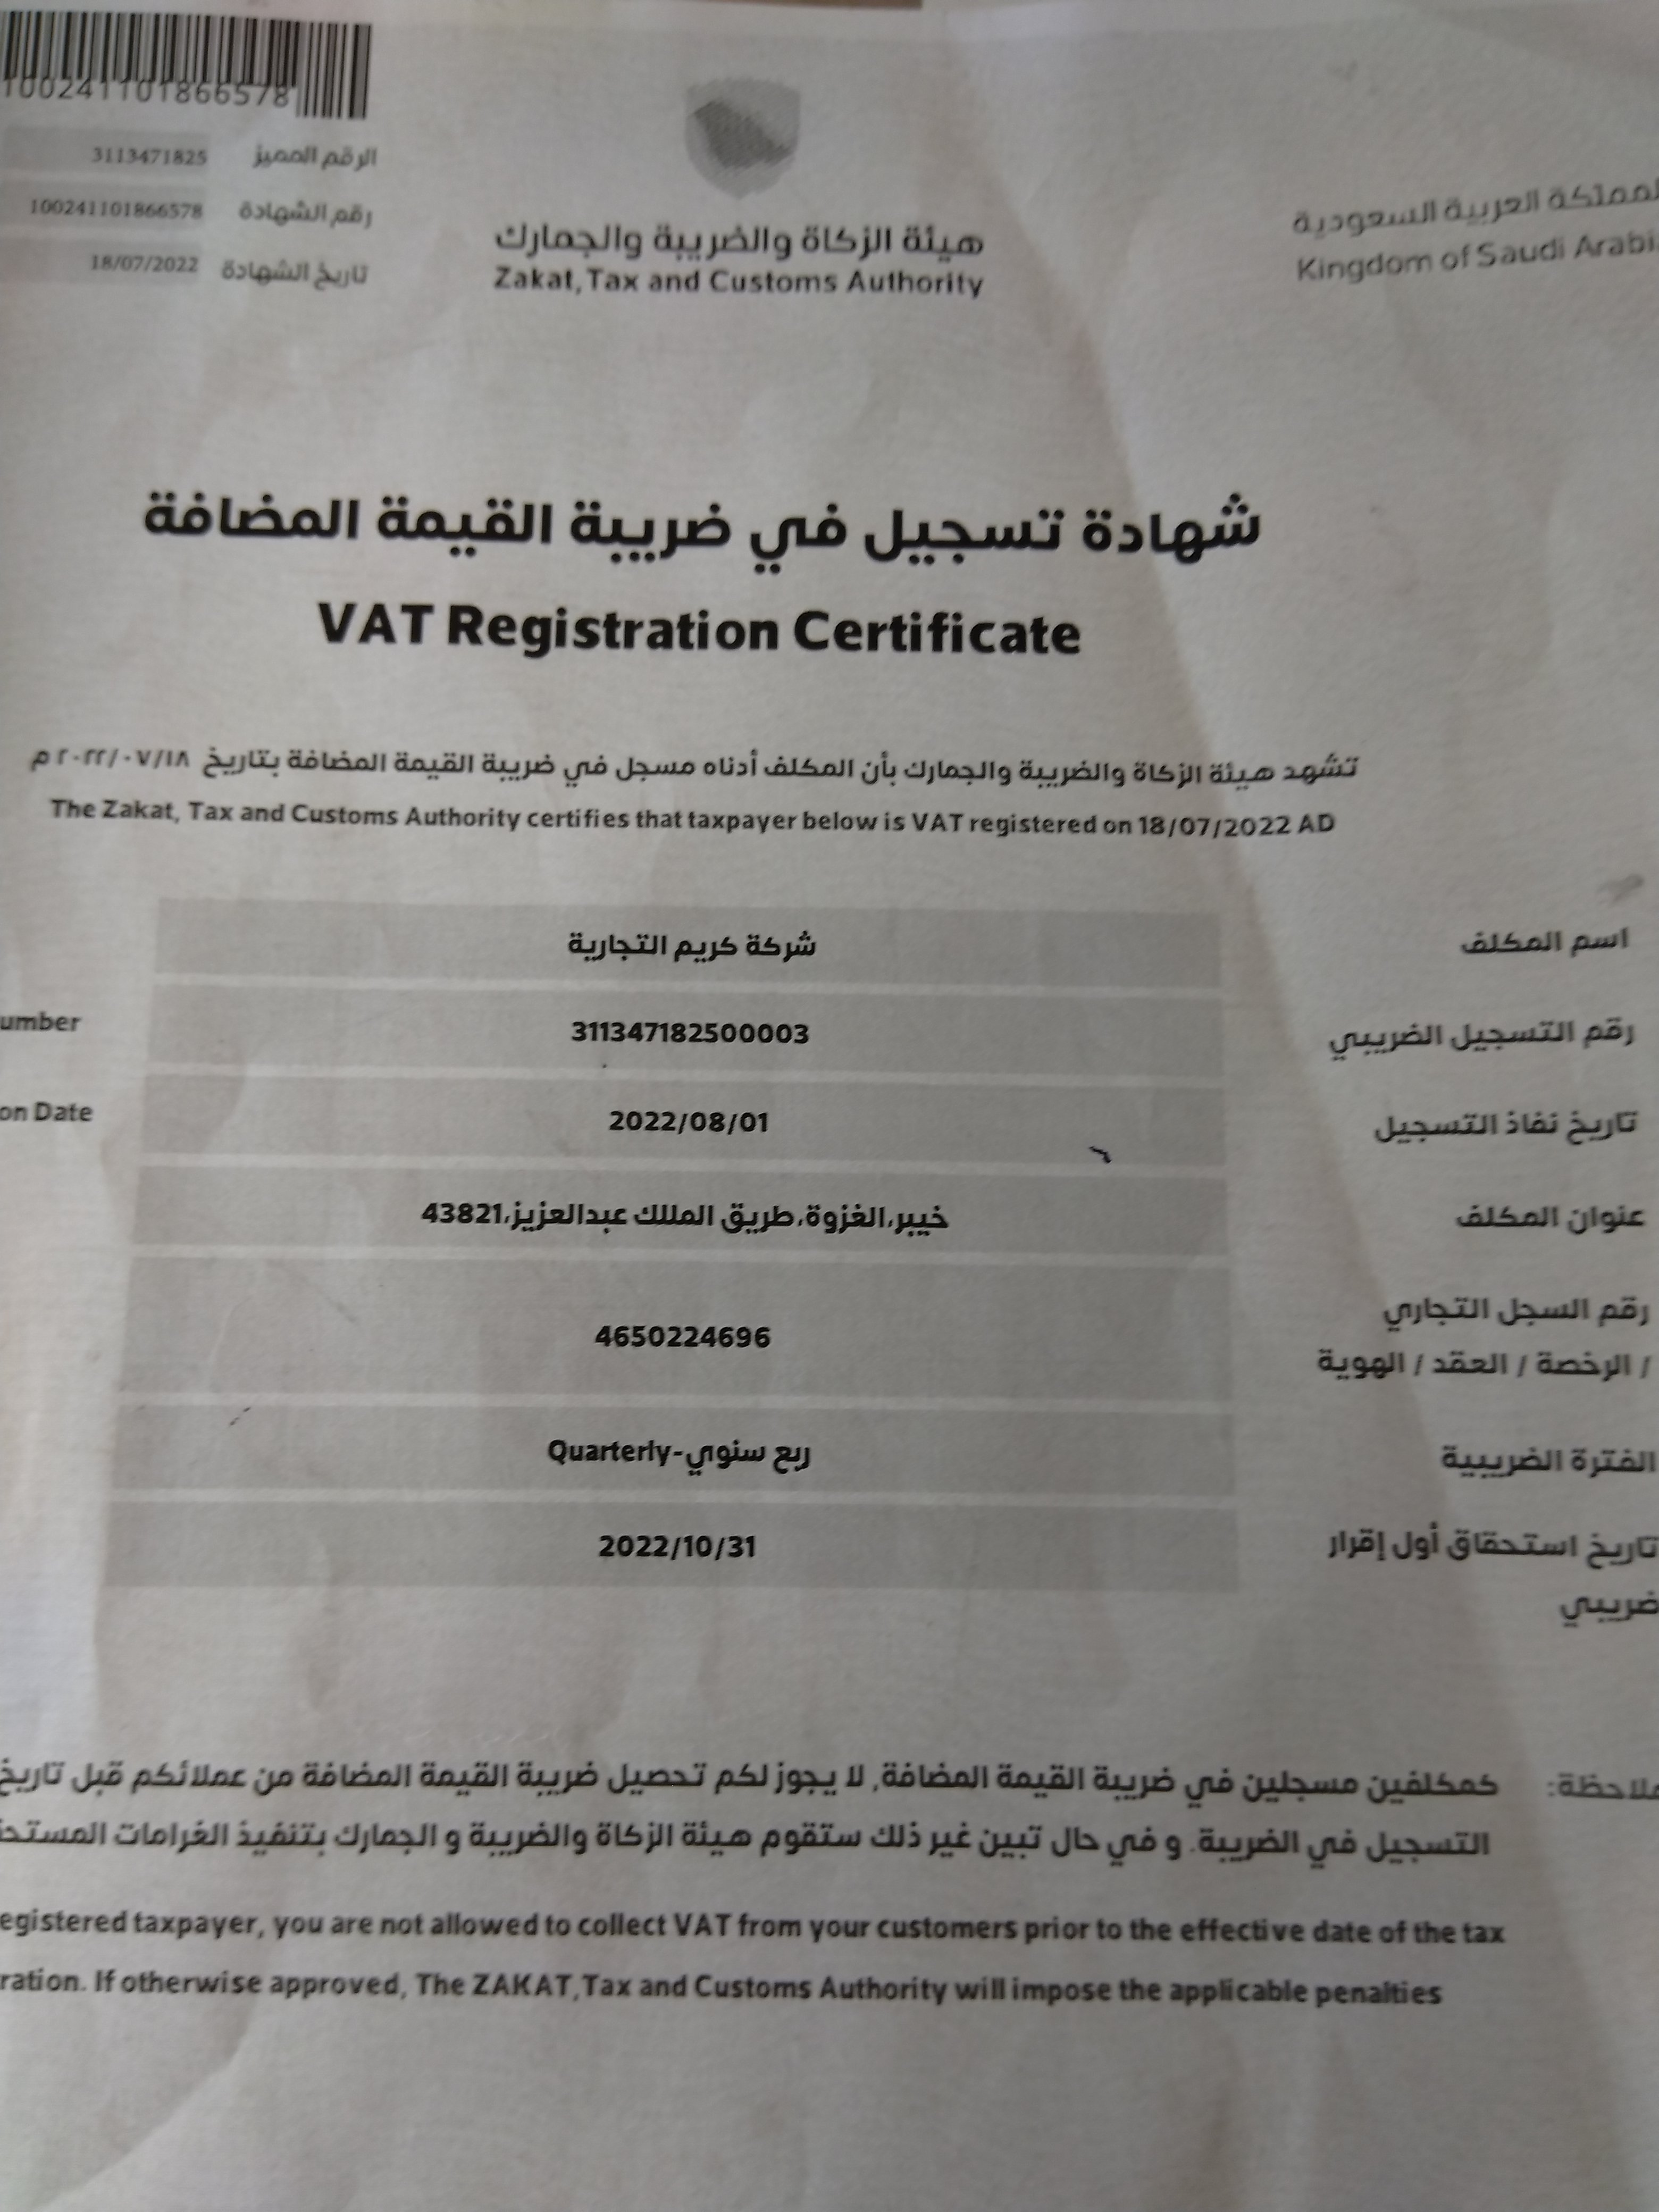 100241101866578
الرقم المميز 3113471825
رقم الشهادة 100241101866578
تاريخ الشهادة 18/07/2022
هيئة الزكاة والضريبة والجمارك
Zakat, Tax and Customs Authority
لمملكة العربية السعودية
Kingdom of Saudi Arabi
شهادة تسجيل في ضريبة القيمة المضافة
VAT Registration Certificate
تشهد هيئة الزكاة والضريبة والجمارك بأن المكلف أدناه مسجل في ضريبة القيمة المضافة بتاريخ ٢٠٢٢/٠٧/١٨ م
The Zakat, Tax and Customs Authority certifies that taxpayer below is VAT registered on 18/07/2022 AD
اسم المكلف شركة كريم التجارية
رقم التسجيل الضريبي 311347182500003 umber
تاريخ نفاذ التسجيل 2022/08/01 on Date
عنوان المكلف خيبر،الغزوة،طريق الملك عبدالعزيز،43821
رقم السجل التجاري
/ الرخصة / العقد / الهوية 4650224696
الفترة الضريبية ربع سنوي-Quarterly
تاريخ استحقاق أول إقرار 2022/10/31
ضريبي
ملاحظة: كمكلفين مسجلين في ضريبة القيمة المضافة, لا يجوز لكم تحصيل ضريبة القيمة المضافة من عملائكم قبل تاريخ
التسجيل في الضريبة. و في حال تبين غير ذلك ستقوم هيئة الزكاة والضريبة و الجمارك بتنفيذ الغرامات المستح
egistered taxpayer, you are not allowed to collect VAT from your customers prior to the effective date of the tax
ration. If otherwise approved, The ZAKAT,Tax and Customs Authority will impose the applicable penalties